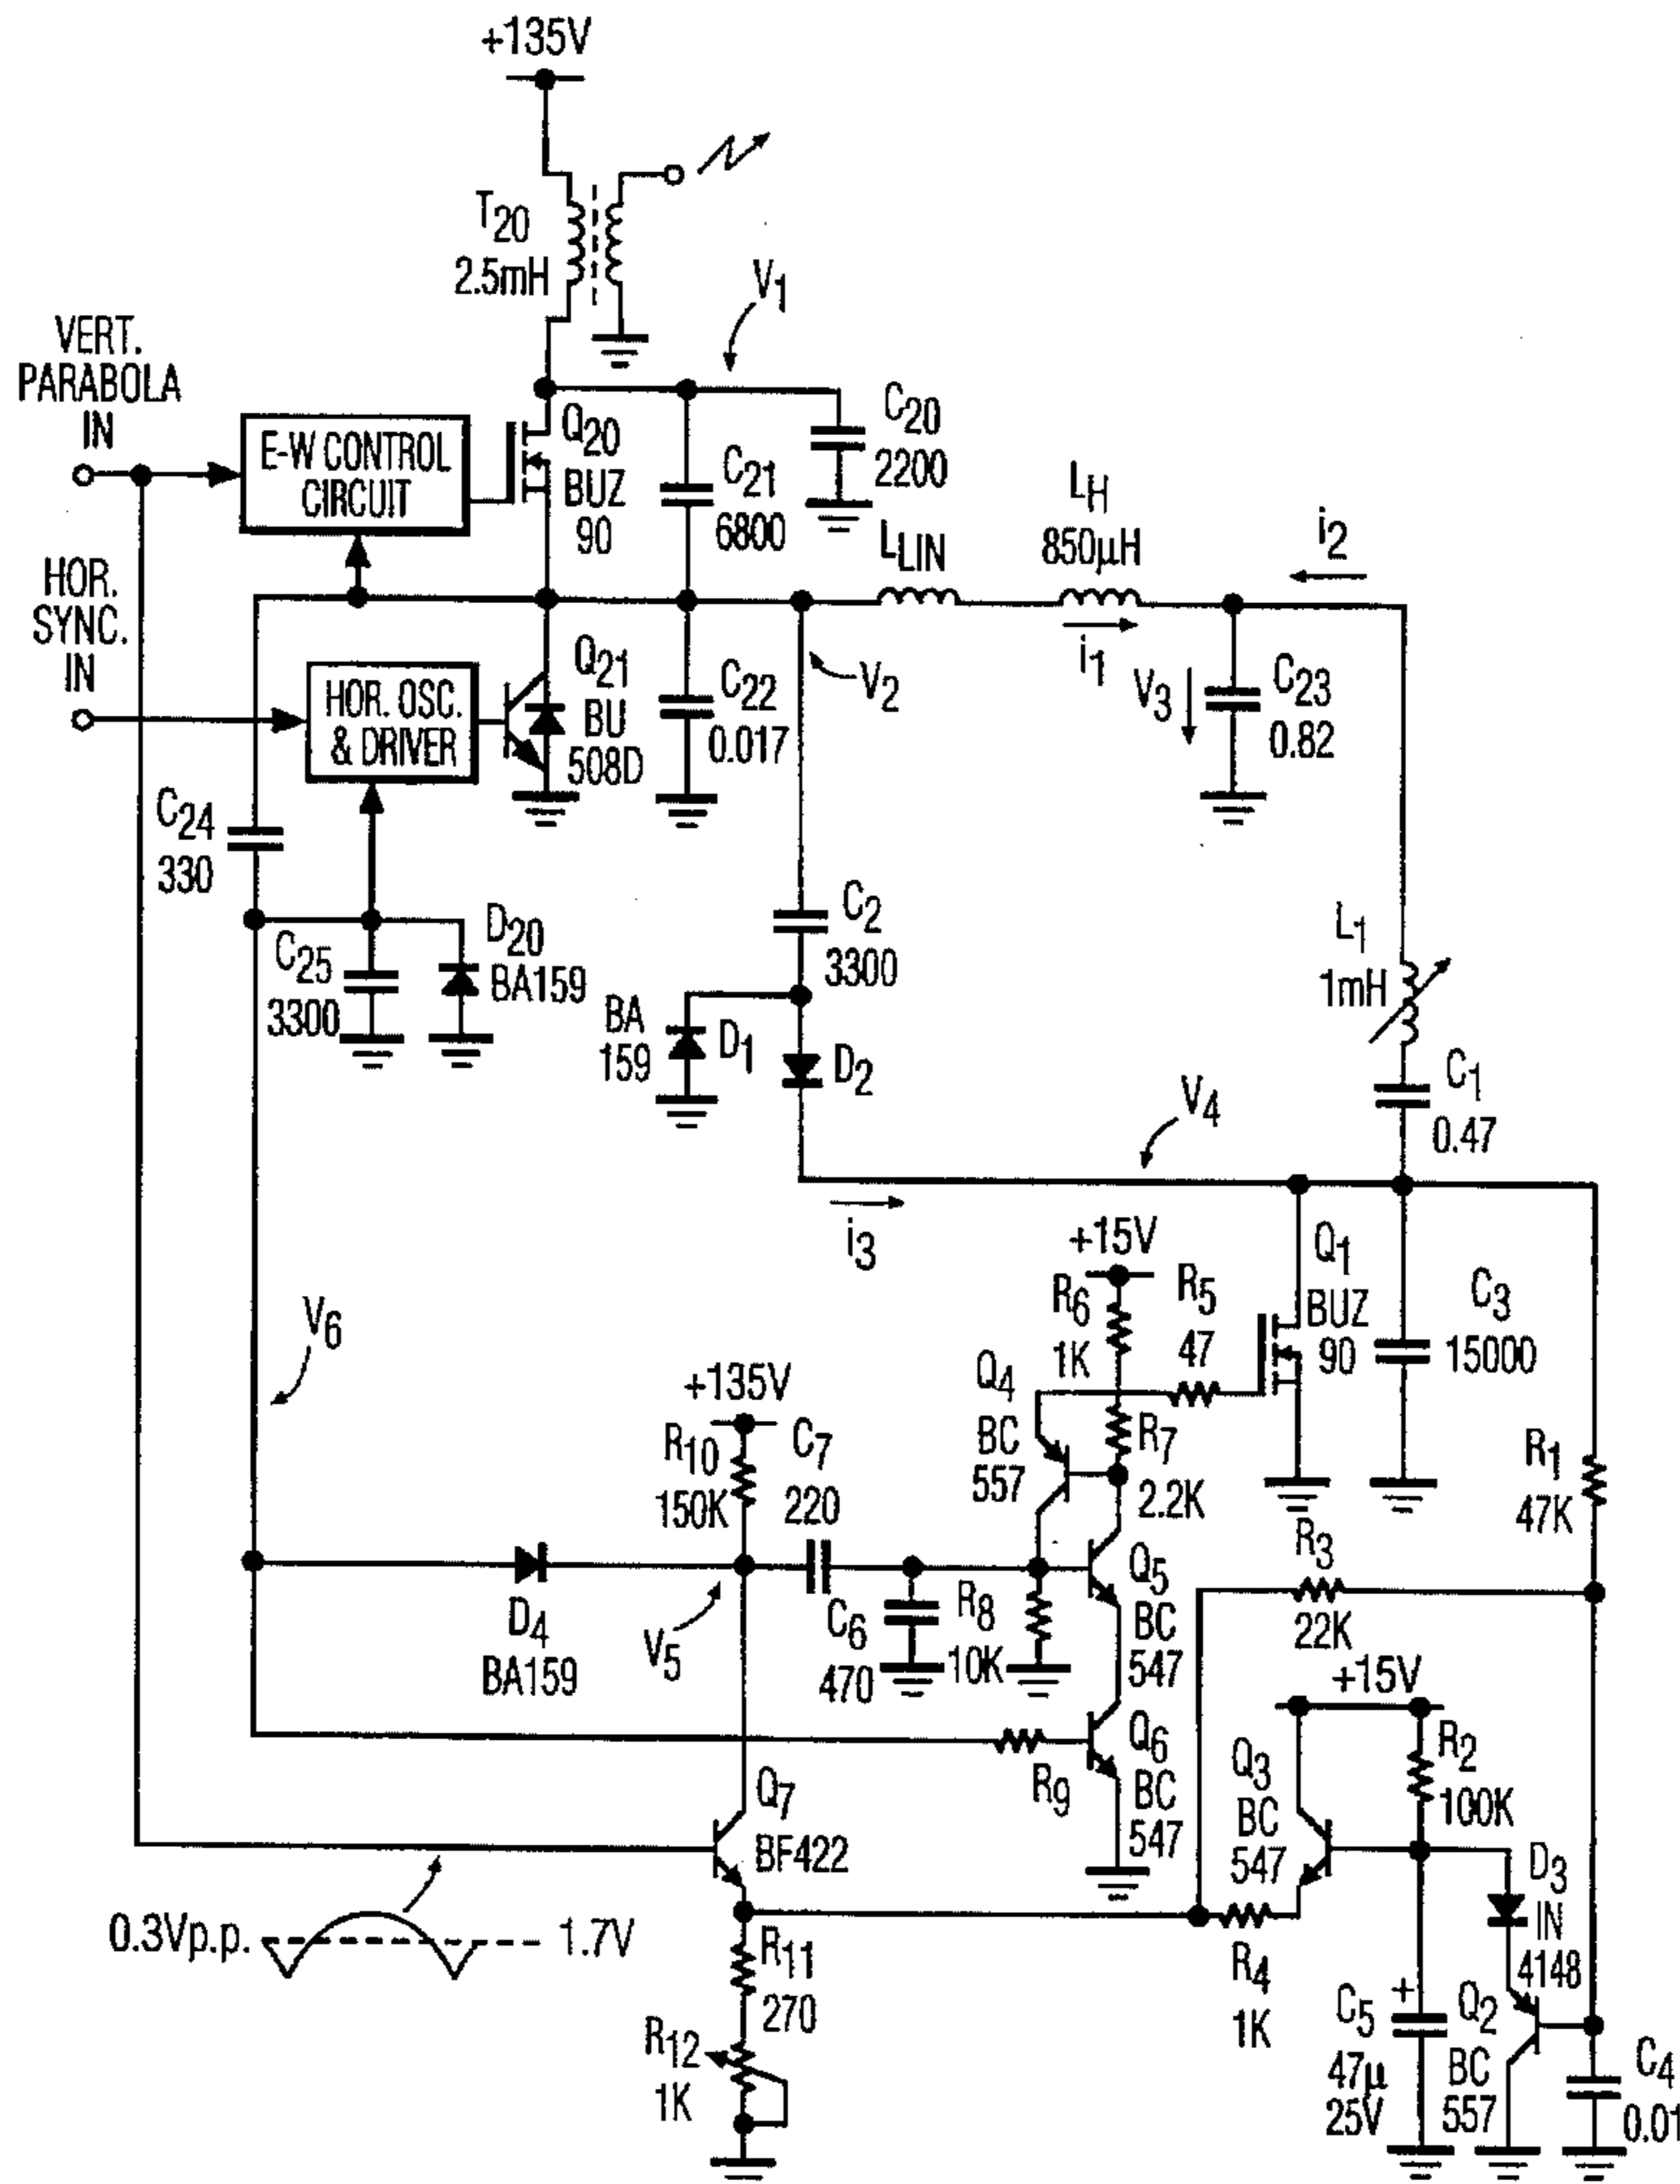 +135V
T20
2.5mH
V1
VERT.
PARABOLA
IN
E-W CONTROL
CIRCUIT
Q20
BUZ
90
C21
6800
C20
2200
LLIN
LH
850μH
i2
i1
HOR.
SYNC.
IN
HOR. OSC.
& DRIVER
Q21
BU
508D
C22
0.017
V2
V3
C23
0.82
C24
330
C25
3300
D20
BA159
C2
3300
BA
159
D1
D2
L1
1mH
C1
0.47
V4
i3
+15V
R6
1K
R5
47
Q1
BUZ
90
C3
15000
V6
+135V
R10
150K
C7
220
Q4
BC
557
R7
2.2K
R1
47K
R3
22K
D4
BA159
V5
C6
470
R8
10K
Q5
BC
547
+15V
R9
Q6
BC
547
Q3
BC
547
R2
100K
Q7
BF422
D3
IN
4148
0.3Vp.p.
1.7V
R11
270
R4
1K
R12
1K
C5
+
47μ
25V
Q2
BC
557
C4
0.01